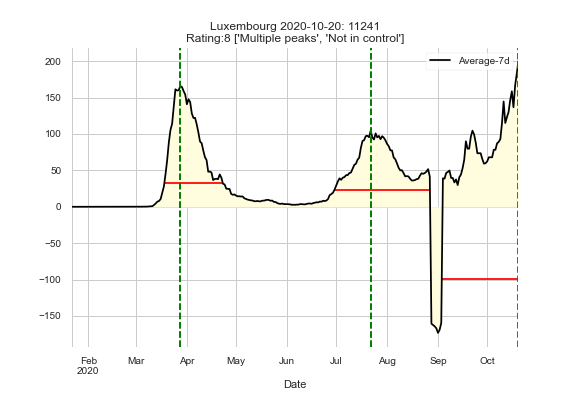 Luxembourg 2020-10-20: 11241
Rating:8 ['Multiple peaks', 'Not in control']
Average-7d
200
150
100
50
0
−50
−100
−150
Feb Mar Apr May Jun Jul Aug Sep Oct
2020
Date